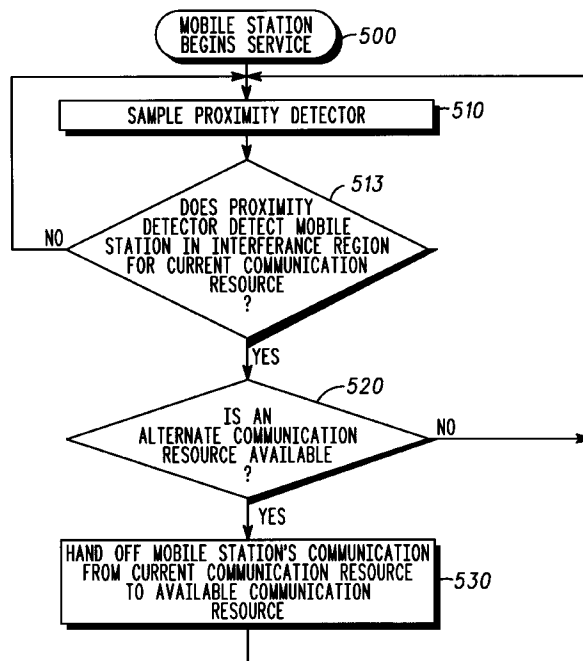 MOBILE STATION
BEGINS SERVICE
500
SAMPLE PROXIMITY DETECTOR
510
513
DOES PROXIMITY
DETECTOR DETECT MOBILE
STATION IN INTERFERANCE REGION
FOR CURRENT COMMUNICATION
RESOURCE
?
NO
YES
520
IS AN
ALTERNATE COMMUNICATION
RESOURCE AVAILABLE
?
NO
YES
HAND OFF MOBILE STATION'S COMMUNICATION
FROM CURRENT COMMUNICATION RESOURCE
TO AVAILABLE COMMUNICATION
RESOURCE
530